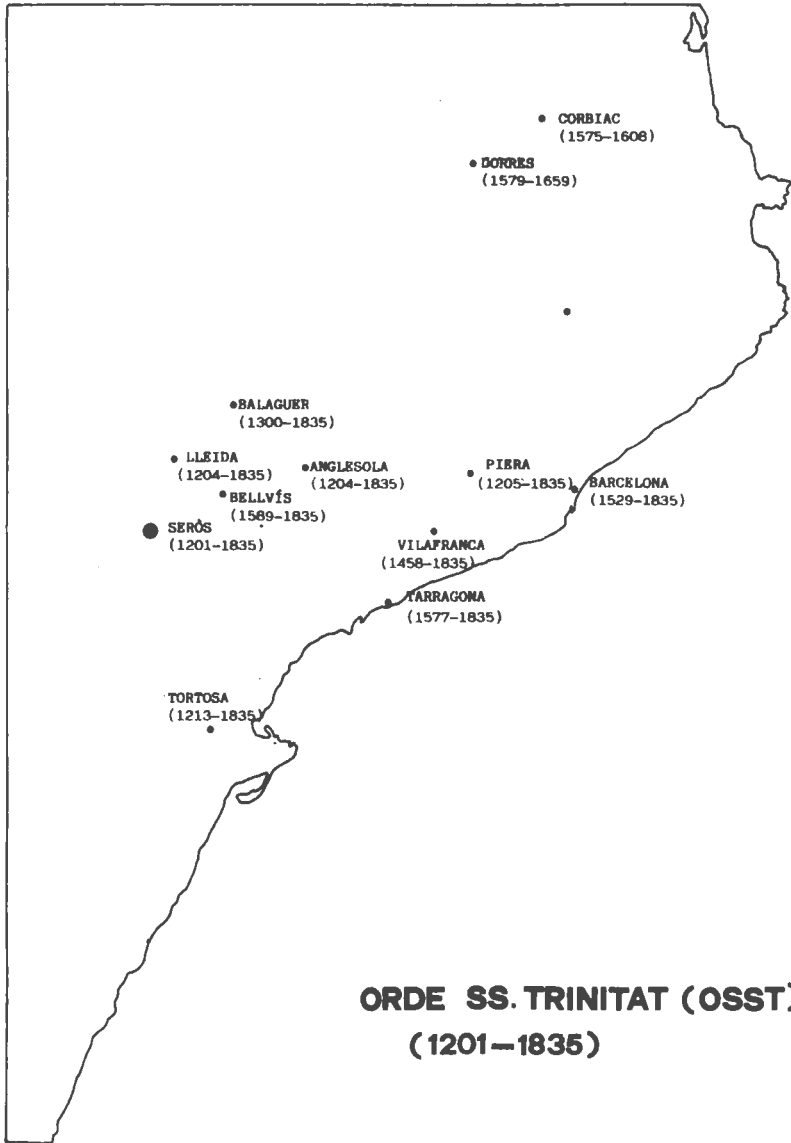 CORBIAC
(1575-1608)
DORRES
(1579-1659)
BALAGUER
(1300-1835)
LLEIDA
(1204-1835)
ANGLESOLA
(1204-1835)
PIERA
(1205-1835)
BARCELONA
(1529-1835)
BELLVÍS
(1589-1835)
SERÒS
(1201-1835)
VILAFRANCA
(1458-1835)
TARRAGONA
(1577-1835)
TORTOSA
(1213-1835)
ORDE SS. TRINITAT (OSST)
(1201-1835)